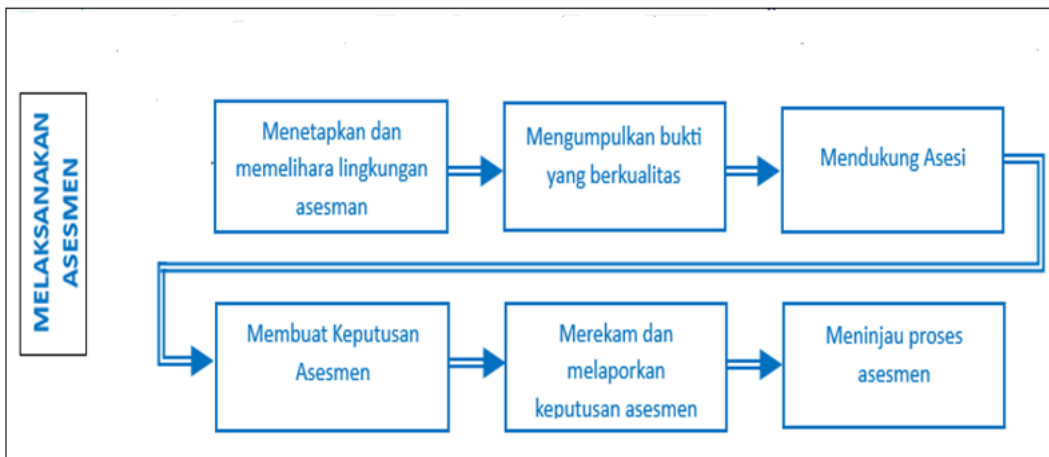 MELAKSANAKAN
ASESMEN
Menetapkan dan
memelihara lingkungan
asesman
Mengumpulkan bukti
yang berkualitas
Mendukung Asesi
Membuat Keputusan
Asesmen
Merekam dan
melaporkan
keputusan asesmen
Meninjau proses
asesmen